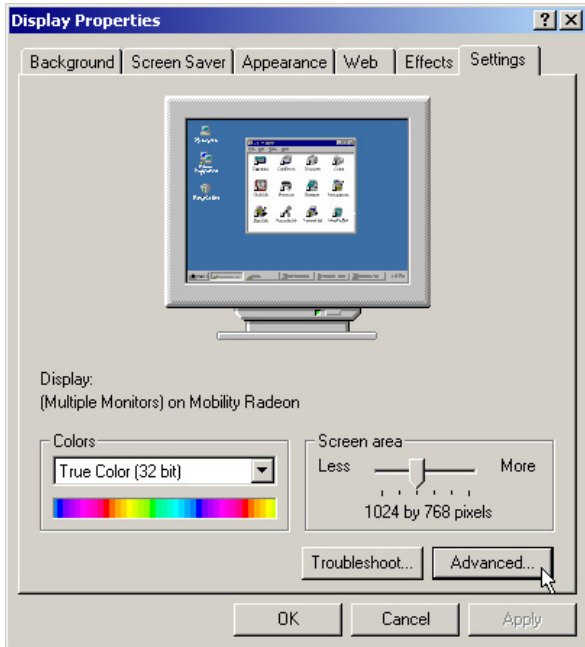 Display Properties
Background Screen Saver Appearance Web Effects Settings
Display:
(Multiple Monitors) on Mobility Radeon
Colors
True Color (32 bit)
Screen area
Less More
1024 by 768 pixels
Troubleshoot... Advanced...
OK Cancel Apply